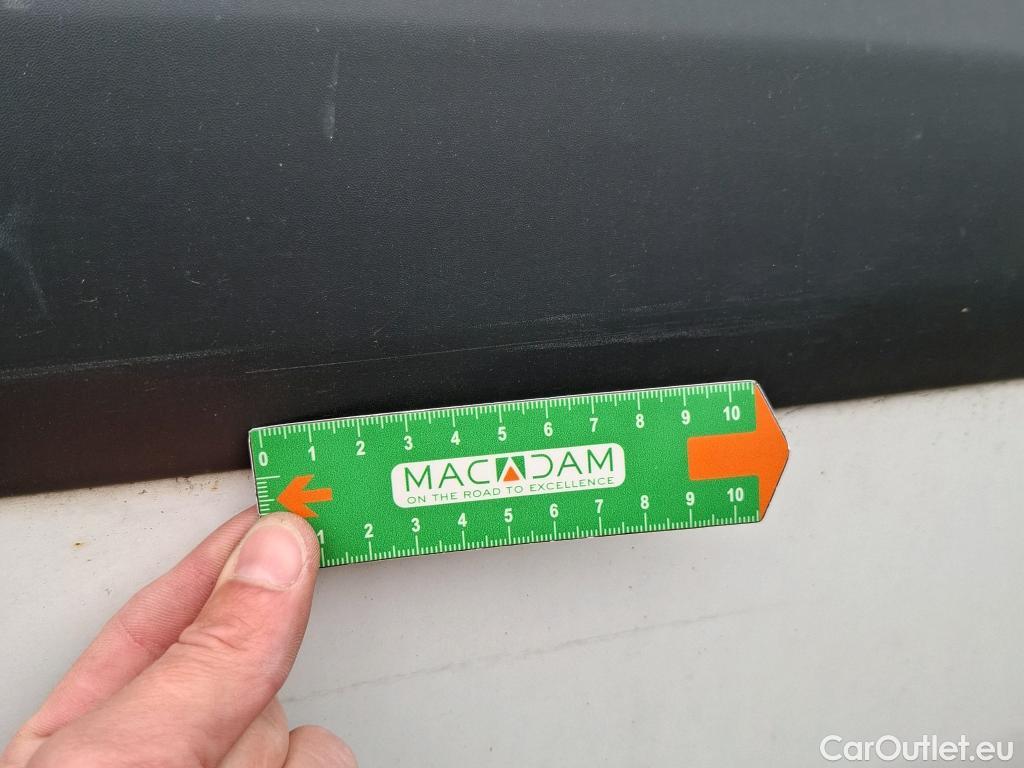 0 1 2 3 4 5 6 7 8 9 10
MACADAM
ON THE ROAD TO EXCELLENCE
1 2 3 4 5 6 7 8 9 10
CarOutlet.eu